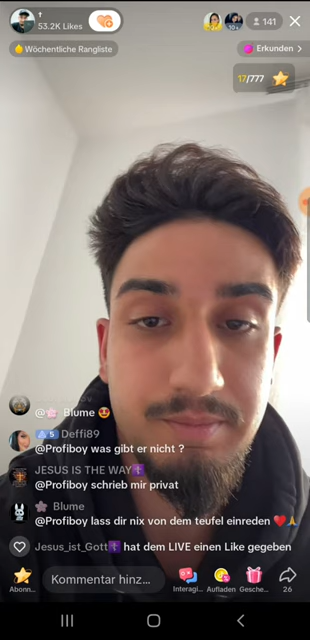 †
53.2K Likes
141
Wöchentliche Rangliste
Erkunden >
17/777
@🌸 Blume 😍
5 Deffi89
@Profiboy was gibt er nicht ?
JESUS IS THE WAY✝️
@Profiboy schrieb mir privat
🌸 Blume
@Profiboy lass dir nix von dem teufel einreden ❤️🙏
Jesus_ist_Gott✝️ hat dem LIVE einen Like gegeben
Kommentar hinz...
Abonn...
Interagi...
Aufladen
Gesche...
26